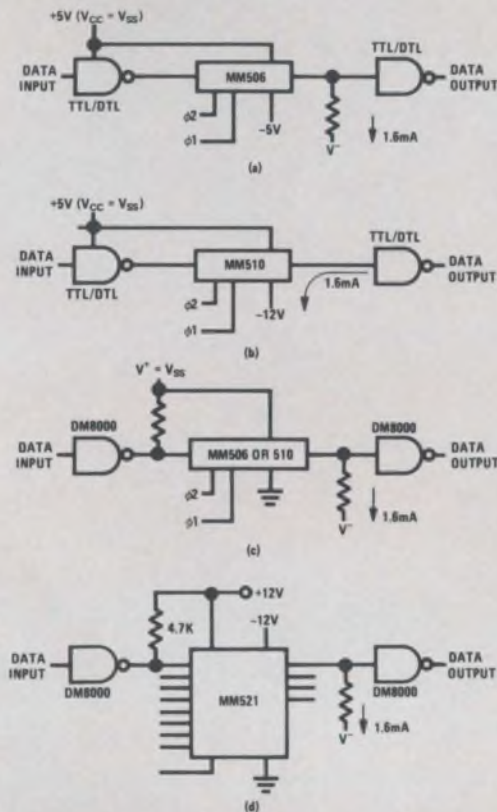 +5V (VCC = VSS)
DATA INPUT
TTL/DTL
MM506
ϕ2
ϕ1
−5V
V−
1.6mA
TTL/DTL
DATA OUTPUT
(a)
+5V (VCC = VSS)
DATA INPUT
TTL/DTL
MM510
ϕ2
ϕ1
−12V
1.6mA
TTL/DTL
DATA OUTPUT
(b)
V+ = VSS
DM8000
DATA INPUT
MM506 OR 510
ϕ2
ϕ1
V−
1.6mA
DM8000
DATA OUTPUT
(c)
+12V
4.7K
−12V
DATA INPUT
DM8000
MM521
V−
1.6mA
DM8000
DATA OUTPUT
(d)